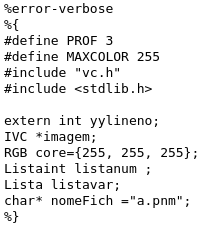 %error-verbose
%{
#define PROF 3
#define MAXCOLOR 255
#include "vc.h"
#include <stdlib.h>
extern int yylineno;
IVC *imagem;
RGB core={255, 255, 255};
Listaint listanum ;
Lista listavar;
char* nomeFich ="a.pnm";
%}